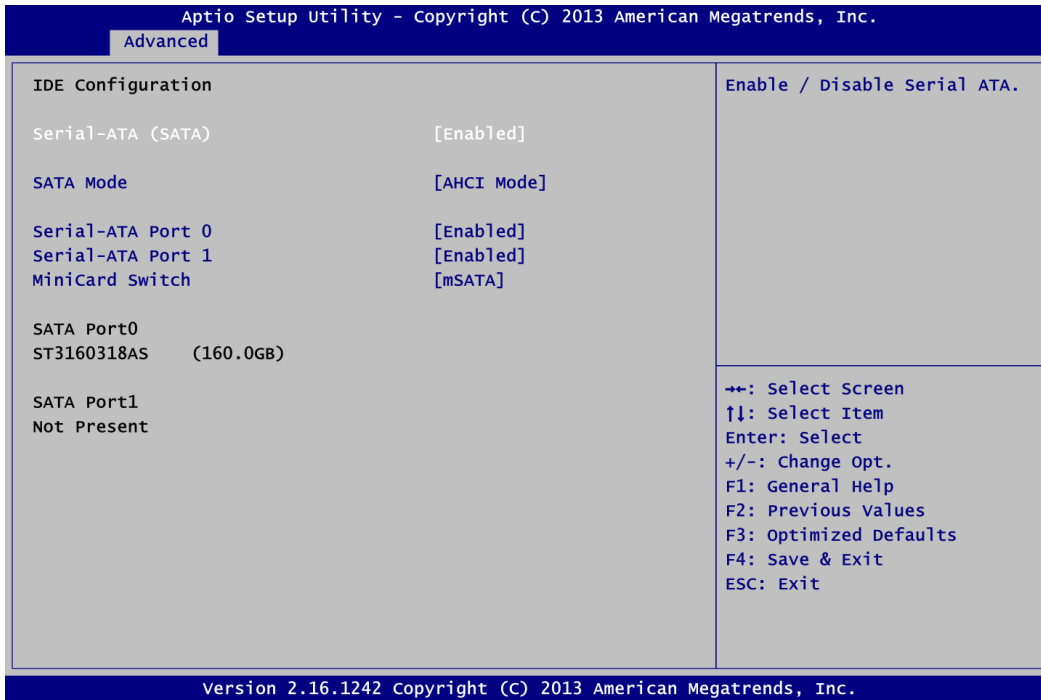 Aptio Setup Utility - Copyright (C) 2013 American Megatrends, Inc.
Advanced
IDE Configuration
Serial-ATA (SATA) [Enabled]
SATA Mode [AHCI Mode]
Serial-ATA Port 0 [Enabled]
Serial-ATA Port 1 [Enabled]
MiniCard Switch [mSATA]
SATA Port0
ST3160318AS (160.0GB)
SATA Port1
Not Present
Enable / Disable Serial ATA.
→←: Select Screen
↑↓: Select Item
Enter: Select
+/-: Change Opt.
F1: General Help
F2: Previous Values
F3: Optimized Defaults
F4: Save & Exit
ESC: Exit
Version 2.16.1242 Copyright (C) 2013 American Megatrends, Inc.